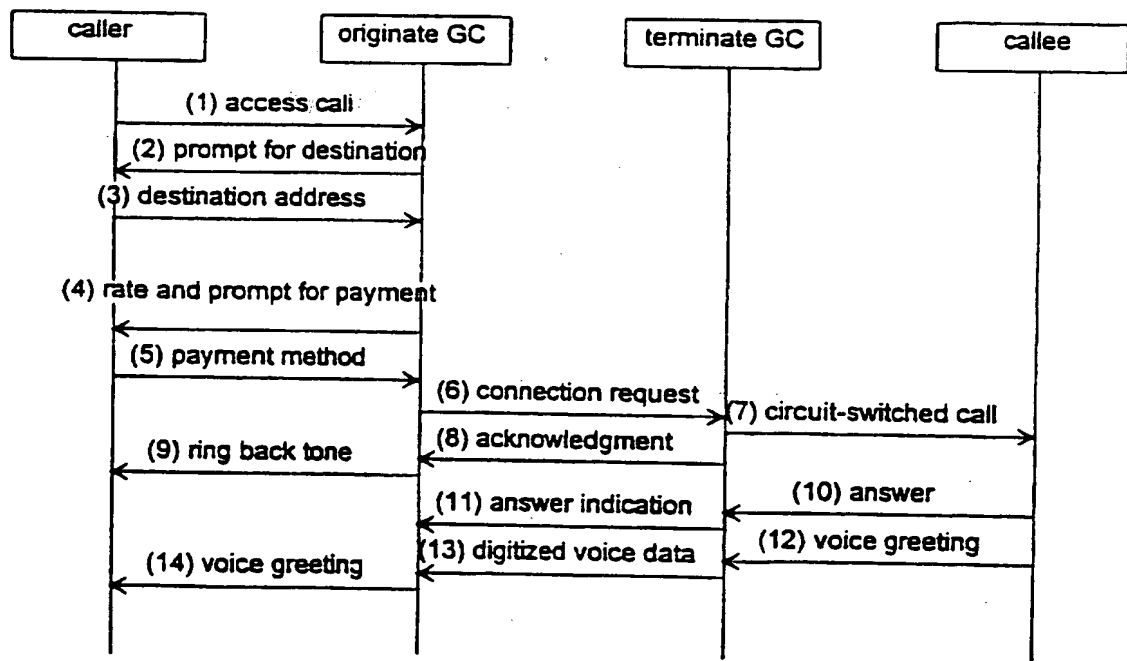 caller
originate GC
terminate GC
callee
(1) access call
(2) prompt for destination
(3) destination address
(4) rate and prompt for payment
(5) payment method
(6) connection request
(7) circuit-switched call
(8) acknowledgment
(9) ring back tone
(10) answer
(11) answer indication
(12) voice greeting
(13) digitized voice data
(14) voice greeting